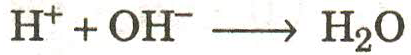 H⁺ + OH⁻ ⟶ H₂O